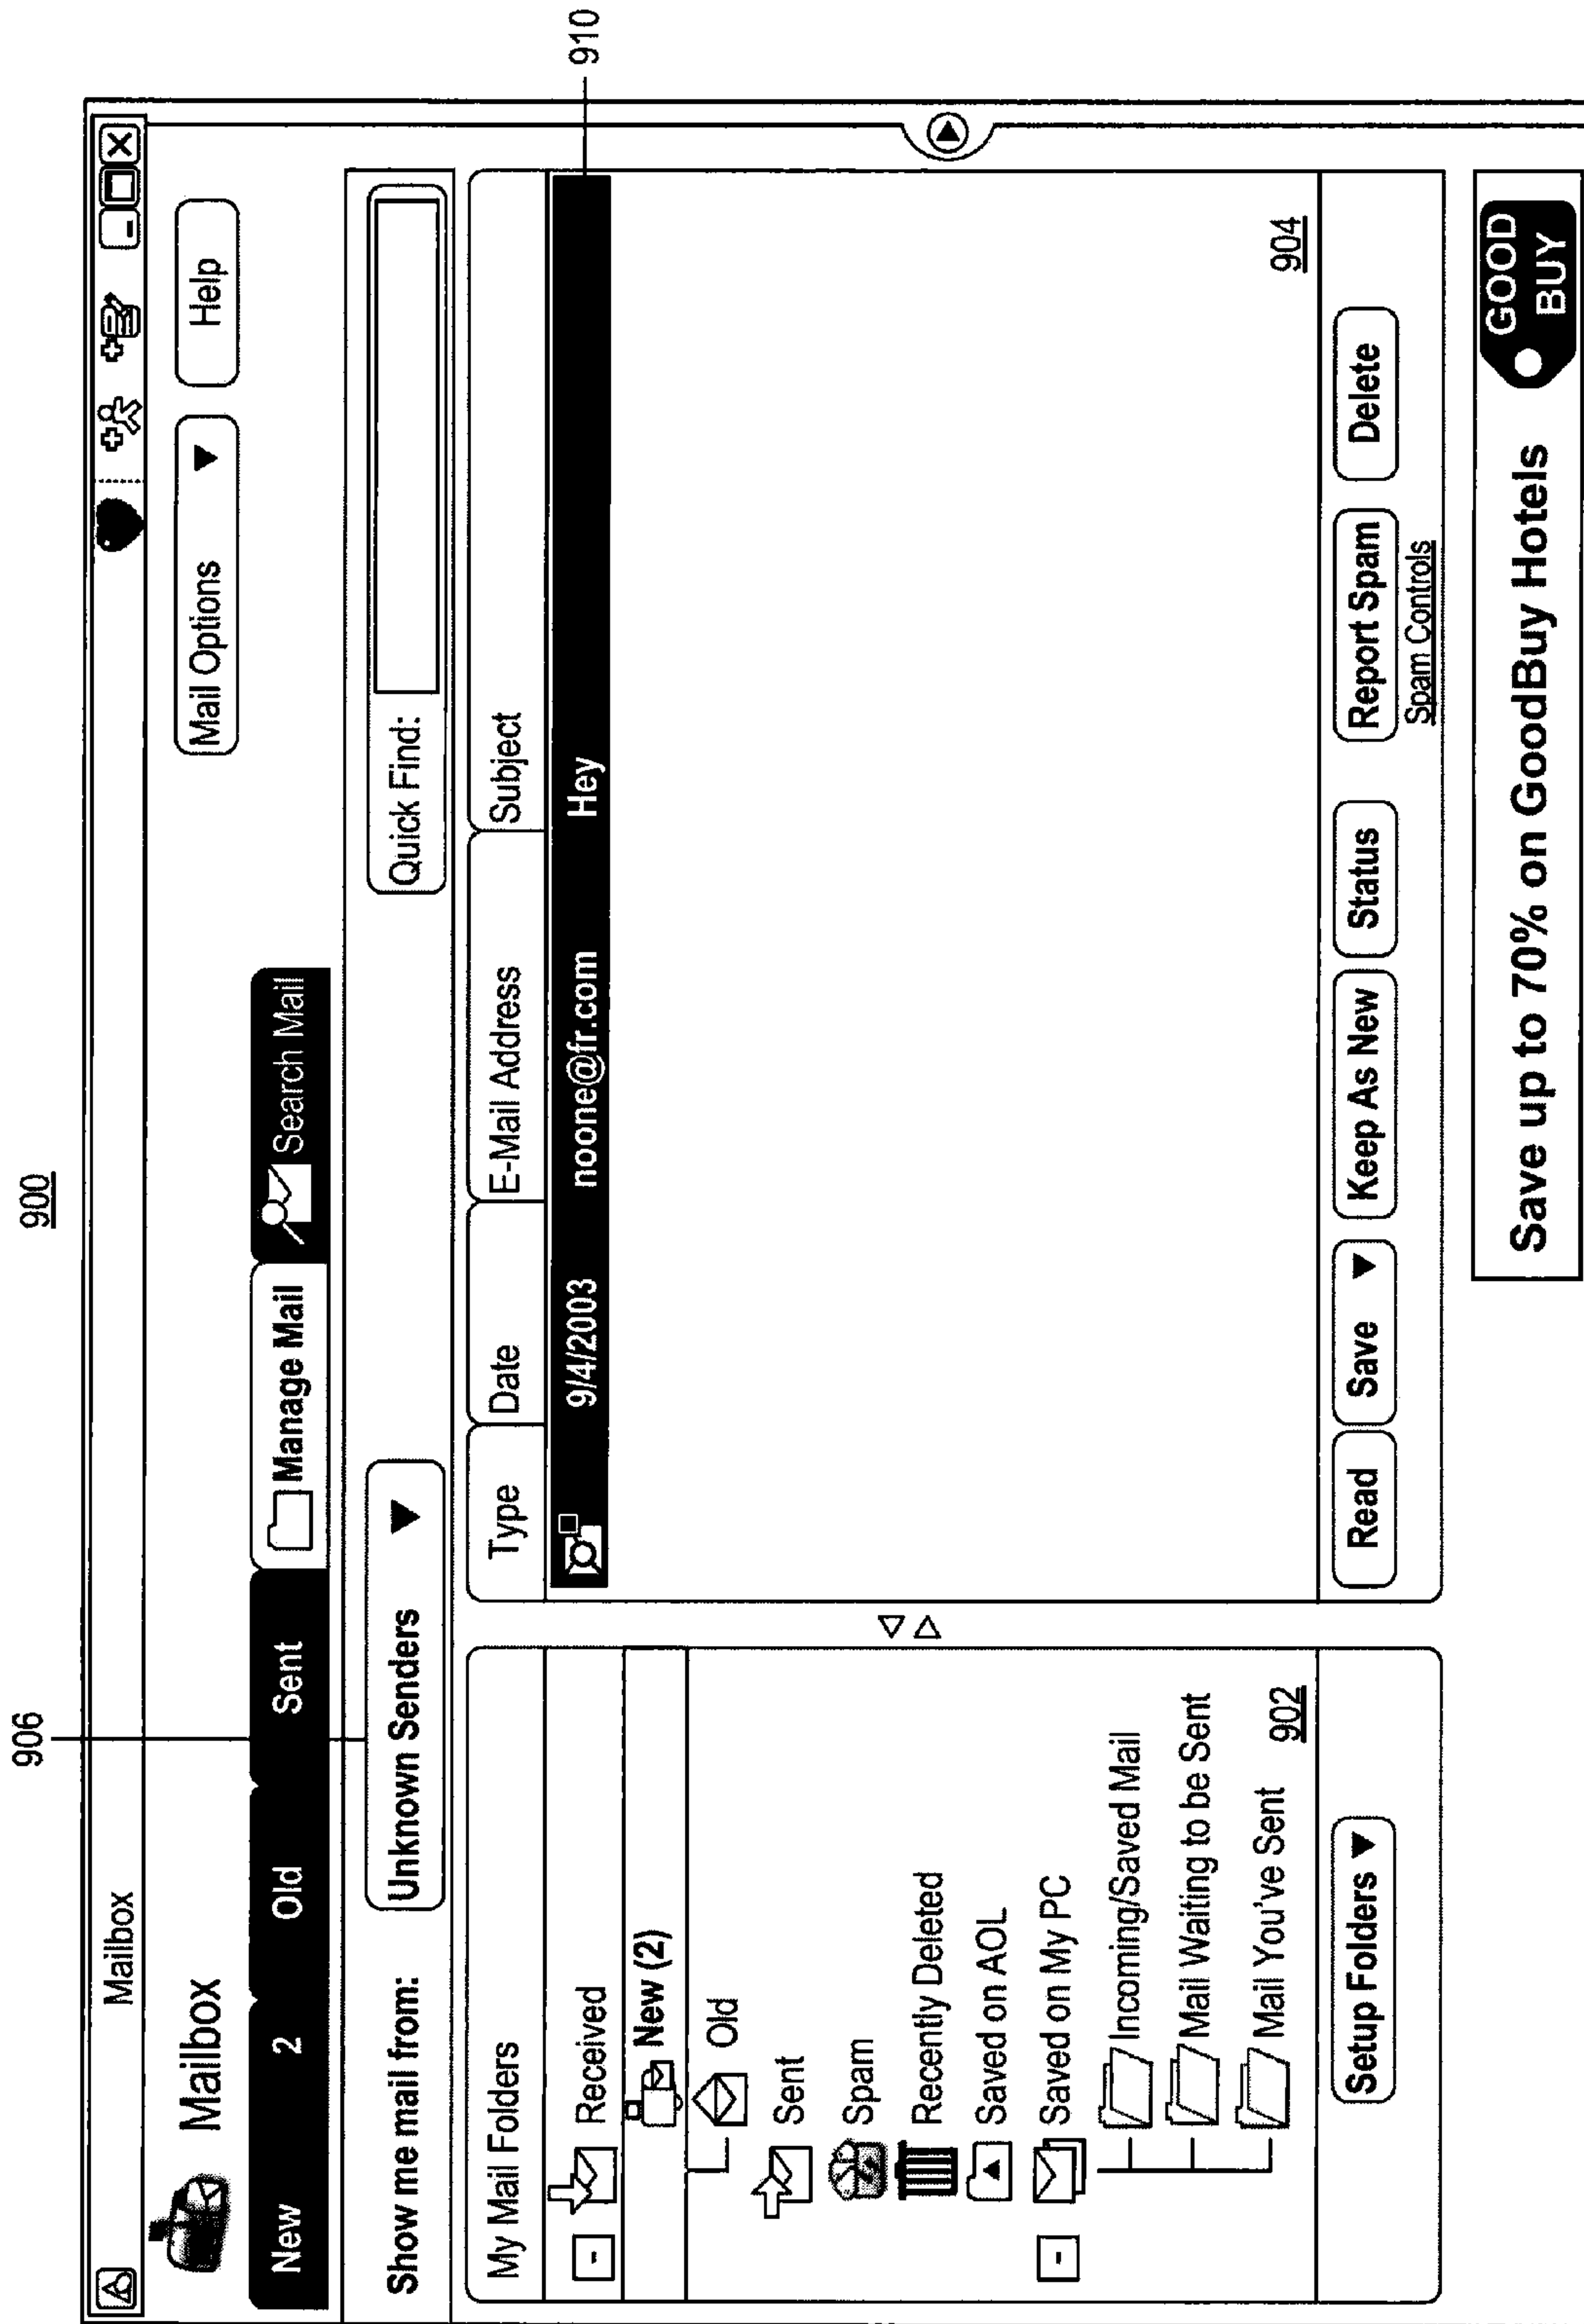 900
906
Mailbox
Mailbox
Mail Options ▼
Help
New 2 Old Sent Manage Mail Search Mail
Show me mail from: Unknown Senders ▼ Quick Find:
My Mail Folders
Received
New (2)
Old
Sent
Spam
Recently Deleted
Saved on AOL
Saved on My PC
Incoming/Saved Mail
Mail Waiting to be Sent
Mail You've Sent
902
Setup Folders ▼
Type Date E-Mail Address Subject
9/4/2003 noone@fr.com Hey
910
904
Read Save ▼ Keep As New Status Report Spam Delete
Spam Controls
Save up to 70% on GoodBuy Hotels
GOOD
BUY